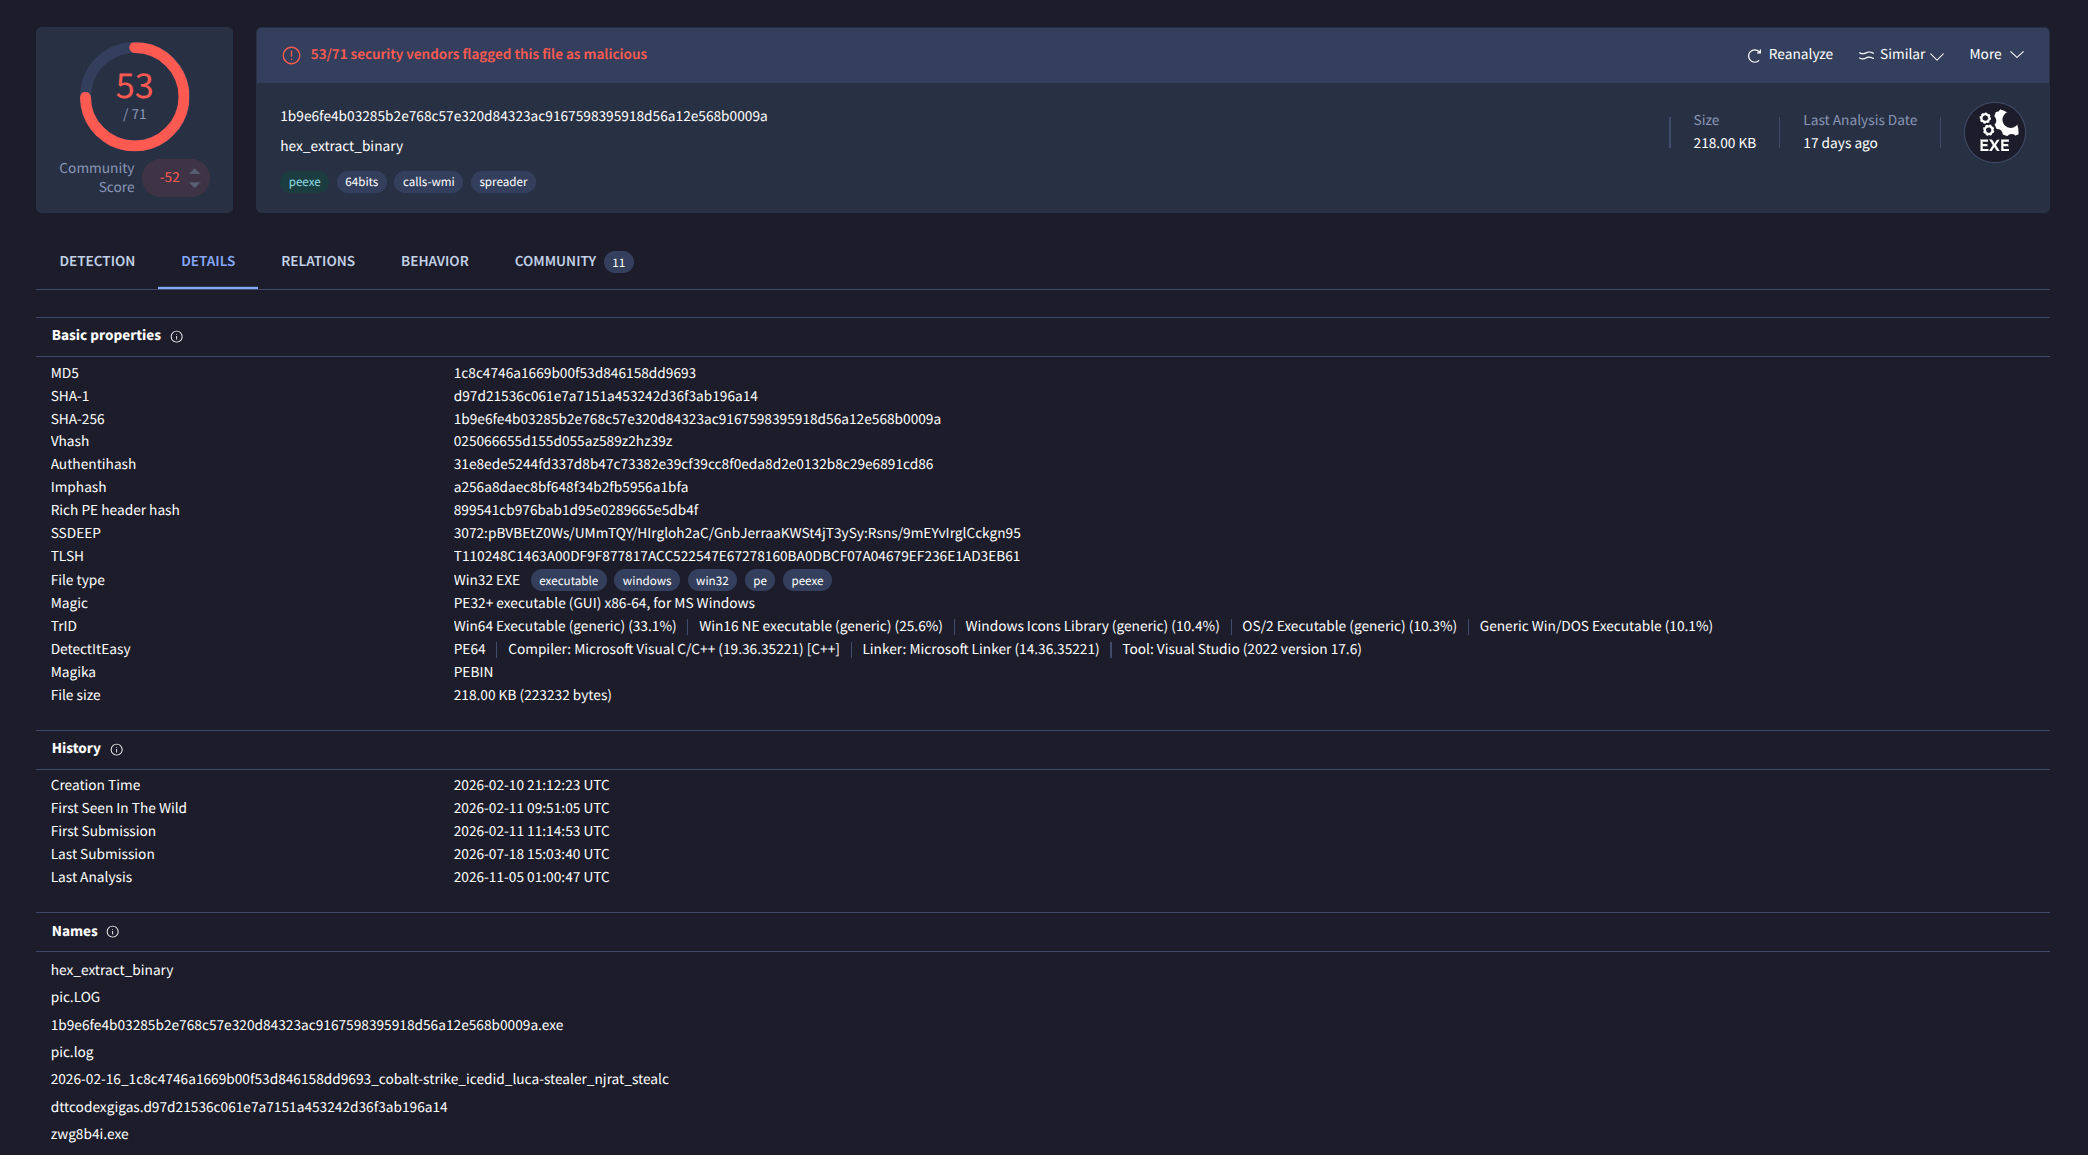 53
/ 71
Community Score
-52
53/71 security vendors flagged this file as malicious
Reanalyze Similar More
1b9e6fe4b03285b2e768c57e320d84323ac9167598395918d56a12e568b0009a
hex_extract_binary
peexe 64bits calls-wmi spreader
Size
218.00 KB
Last Analysis Date
17 days ago
EXE
DETECTION DETAILS RELATIONS BEHAVIOR COMMUNITY 11
Basic properties
MD5 1c8c4746a1669b00f53d846158dd9693
SHA-1 d97d21536c061e7a7151a453242d36f3ab196a14
SHA-256 1b9e6fe4b03285b2e768c57e320d84323ac9167598395918d56a12e568b0009a
Vhash 025066655d155d055az589z2hz39z
Authentihash 31e8ede5244fd337d8b47c73382e39cf39cc8f0eda8d2e0132b8c29e6891cd86
Imphash a256a8daec8bf648f34b2fb5956a1bfa
Rich PE header hash 899541cb976bab1d95e0289665e5db4f
SSDEEP 3072:pBVBEtZ0Ws/UMmTQY/HIrgloh2aC/GnbJerraaKWSt4jT3ySy:Rsns/9mEYvIrglCckgn95
TLSH T110248C1463A00DF9F877817ACC522547E67278160BA0DBCF07A04679EF236E1AD3EB61
File type Win32 EXE executable windows win32 pe peexe
Magic PE32+ executable (GUI) x86-64, for MS Windows
TrID Win64 Executable (generic) (33.1%) Win16 NE executable (generic) (25.6%) Windows Icons Library (generic) (10.4%) OS/2 Executable (generic) (10.3%) Generic Win/DOS Executable (10.1%)
DetectItEasy PE64 Compiler: Microsoft Visual C/C++ (19.36.35221) [C++] Linker: Microsoft Linker (14.36.35221) Tool: Visual Studio (2022 version 17.6)
Magika PEBIN
File size 218.00 KB (223232 bytes)
History
Creation Time 2026-02-10 21:12:23 UTC
First Seen In The Wild 2026-02-11 09:51:05 UTC
First Submission 2026-02-11 11:14:53 UTC
Last Submission 2026-07-18 15:03:40 UTC
Last Analysis 2026-11-05 01:00:47 UTC
Names
hex_extract_binary
pic.LOG
1b9e6fe4b03285b2e768c57e320d84323ac9167598395918d56a12e568b0009a.exe
pic.log
2026-02-16_1c8c4746a1669b00f53d846158dd9693_cobalt-strike_icedid_luca-stealer_njrat_stealc
dttcodexgigas.d97d21536c061e7a7151a453242d36f3ab196a14
zwg8b4i.exe